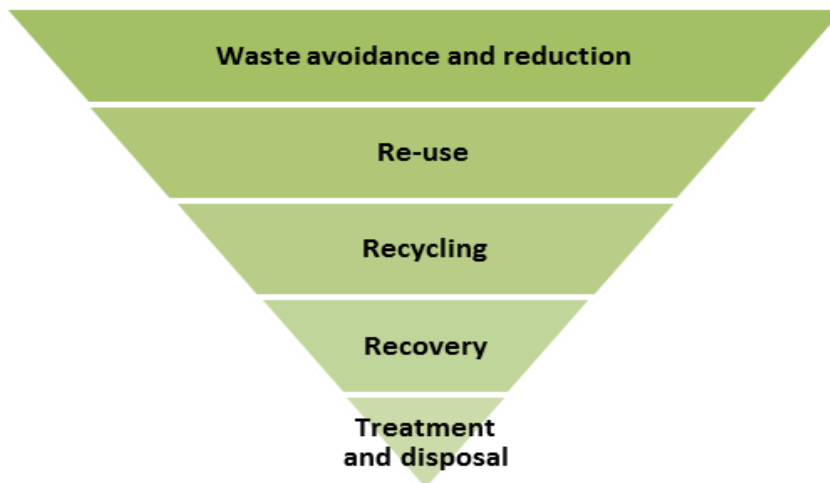 Waste avoidance and reduction
Re-use
Recycling
Recovery
Treatment
and disposal